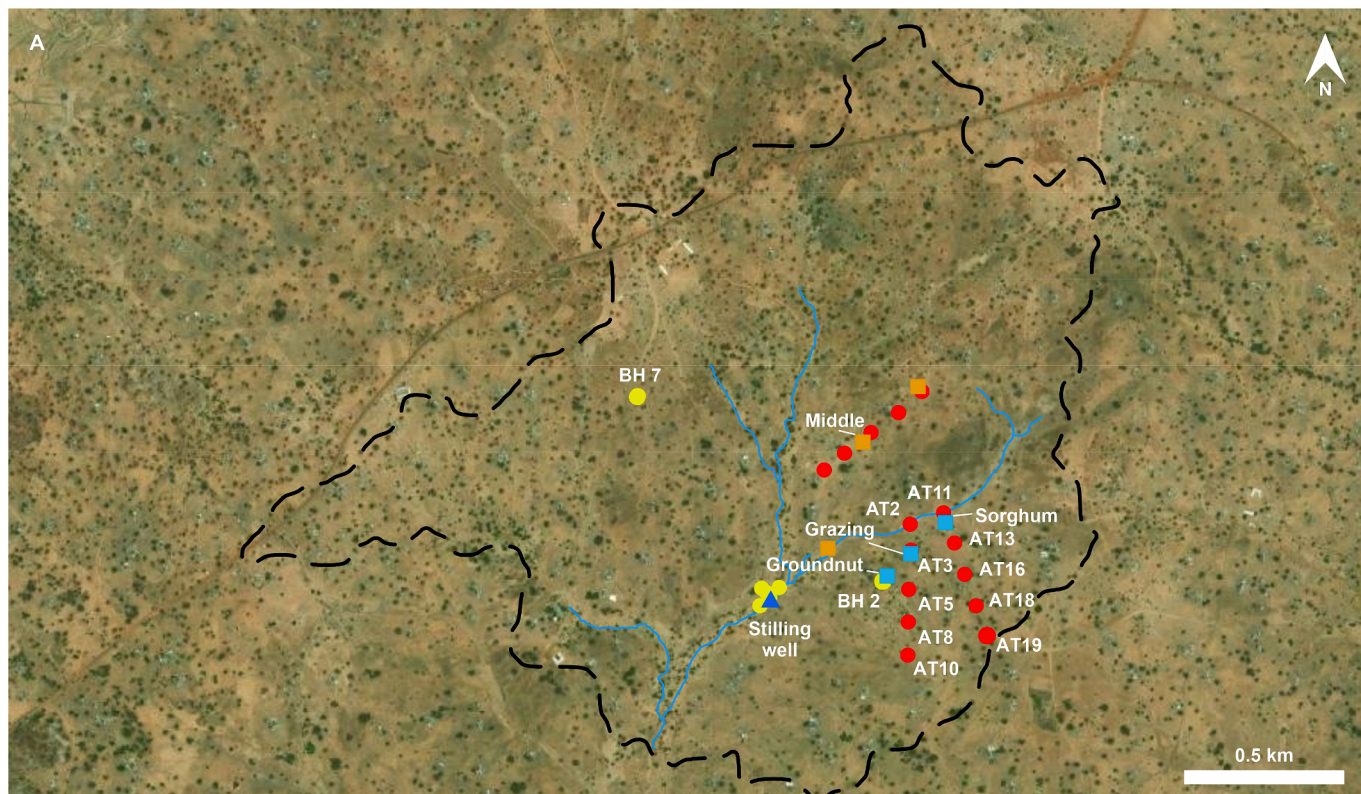 A
N
BH 7
Middle
AT11
AT2
Sorghum
Grazing
AT13
Groundnut
AT3
AT16
BH 2
AT5
AT18
Stilling
well
AT8
AT19
AT10
0.5 km